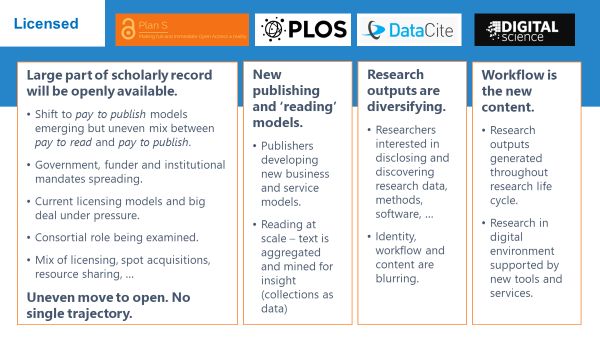 Licensed
Plan S
Making full and immediate Open Access a reality
PLOS
DataCite
DIGITAL
science
Large part of scholarly record
will be openly available.
• Shift to pay to publish models
emerging but uneven mix between
pay to read and pay to publish.
• Government, funder and institutional
mandates spreading.
• Current licensing models and big
deal under pressure.
• Consortial role being examined.
• Mix of licensing, spot acquisitions,
resource sharing, ...
Uneven move to open. No
single trajectory.
New
publishing
and ‘reading’
models.
• Publishers
developing
new business
and service
models.
• Reading at
scale – text is
aggregated
and mined for
insight
(collections as
data)
Research
outputs are
diversifying.
• Researchers
interested in
disclosing and
discovering
research data,
methods,
software, ...
• Identity,
workflow and
content are
blurring.
Workflow is
the new
content.
• Research
outputs
generated
throughout
research life
cycle.
• Research in
digital
environment
supported by
new tools and
services.